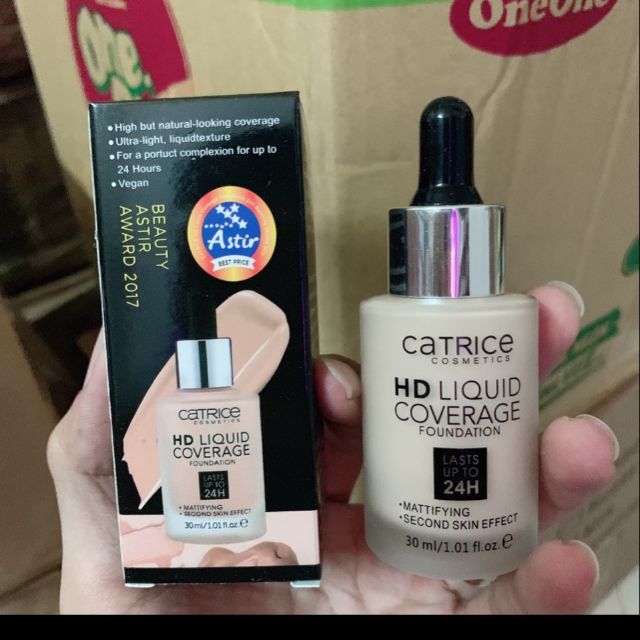 One.
OneOne
• High but natural-looking coverage
• Ultra-light, liquidtexture
• For a portuct complexion for up to
24 Hours
• Vegan
BEAUTY
ASTIR
AWARD 2017
Astir
BEST PRICE
CATRICE
COSMETICS
HD LIQUID
COVERAGE
FOUNDATION
LASTS
UP TO
24H
• MATTIFYING
• SECOND SKIN EFFECT
30 ml/1.01 fl.oz. ℮
CATRICE
COSMETICS
HD LIQUID
COVERAGE
FOUNDATION
LASTS
UP TO
24H
• MATTIFYING
• SECOND SKIN EFFECT
30 ml/1.01 fl.oz. ℮